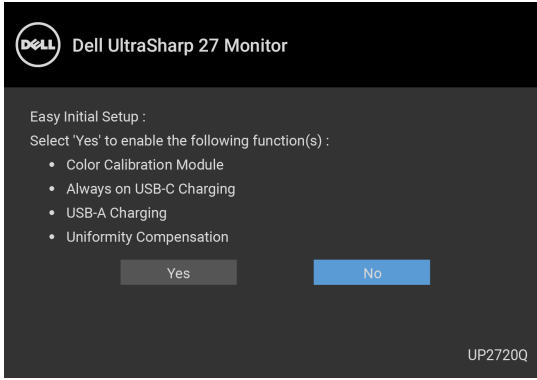 DELL Dell UltraSharp 27 Monitor
Easy Initial Setup :
Select 'Yes' to enable the following function(s) :
• Color Calibration Module
• Always on USB-C Charging
• USB-A Charging
• Uniformity Compensation
Yes No
UP2720Q